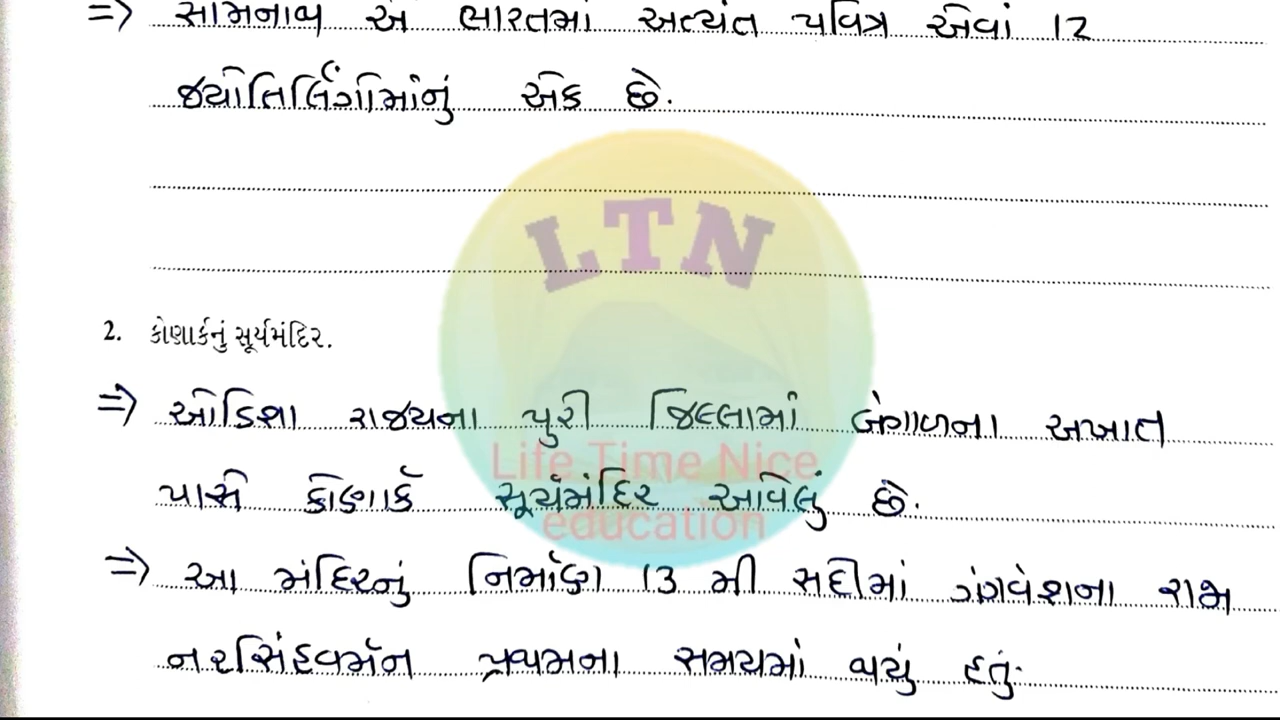 => સોમનાથ એ ભારતમાં અત્યંત પવિત્ર એવાં 12
જ્યોતિર્લિંગોમાંનું એક છે.
LTN
2. કોણાર્કનું સૂર્યમંદિર.
=> ઓડિશા રાજ્યના પુરી જિલ્લામાં બંગાળના અખાત
Life Time Nice
પાસે કોણાર્ક સૂર્યમંદિર આવેલું છે.
education
=> આ મંદિરનું નિર્માણ 13 મી સદીમાં ગંગવંશના રાજા
નરસિંહવર્મન પ્રથમના સમયમાં થયું હતું.